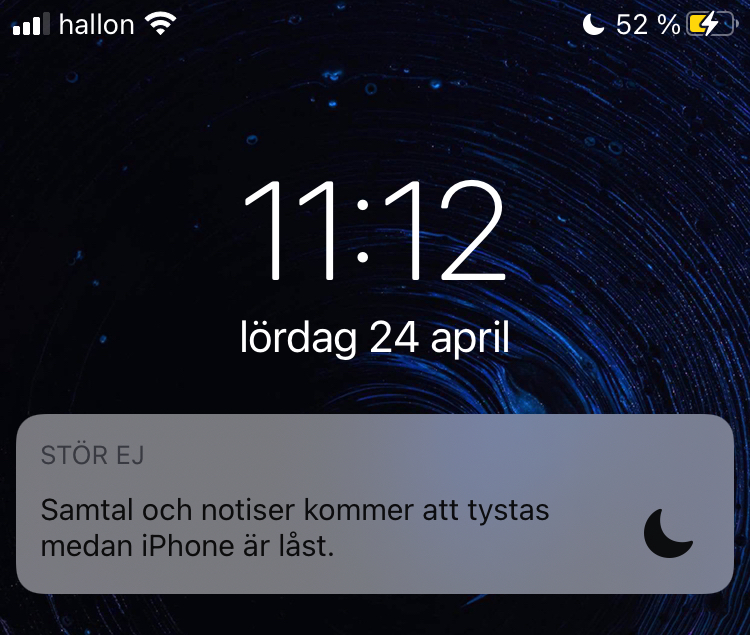 hallon 52 %
11:12
lördag 24 april
STÖR EJ
Samtal och notiser kommer att tystas
medan iPhone är låst.